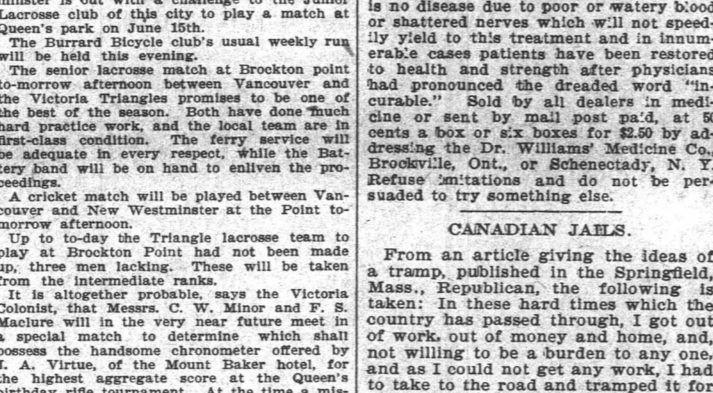 minister is out with a challenge to the Junior
Lacrosse club of this city to play a match at
Queen's park on June 15th.
The Burrard Bicycle club's usual weekly run
will be held this evening.
The senior lacrosse match at Brockton point
to-morrow afternoon between Vancouver and
the Victoria Triangles promises to be one of
the best of the season. Both have done much
hard practice work, and the local team are in
first-class condition. The ferry service will
be adequate in every respect, while the Bat-
tery band will be on hand to enliven the pro-
ceedings.
A cricket match will be played between Van-
couver and New Westminster at the Point to-
morrow afternoon.
Up to to-day the Triangle lacrosse team to
play at Brockton Point had not been made
up, three men lacking. These will be taken
from the intermediate ranks.
It is altogether probable, says the Victoria
Colonist, that Messrs. C. W. Minor and F. S.
Maclure will in the very near future meet in
a special match to determine which shall
possess the handsome chronometer offered by
J. A. Virtue, of the Mount Baker hotel, for
the highest aggregate score at the Queen's
birthday rifle tournament. At the time a mis-
is no disease due to poor or watery blood
or shattered nerves which will not speed-
ily yield to this treatment and in innum-
erable cases patients have been restored
to health and strength after physicians
had pronounced the dreaded word "in-
curable." Sold by all dealers in medi-
cine or sent by mail post paid, at 50
cents a box or six boxes for $2.50 by ad-
dressing the Dr. Williams' Medicine Co.,
Brockville, Ont., or Schenectady, N. Y.
Refuse imitations and do not be per-
suaded to try something else.
CANADIAN JAILS.
From an article giving the ideas of
a tramp, published in the Springfield,
Mass., Republican, the following is
taken: In these hard times which the
country has passed through, I got out
of work, out of money and home, and,
not willing to be a burden to any one,
and as I could not get any work, I had
to take to the road and tramped it for